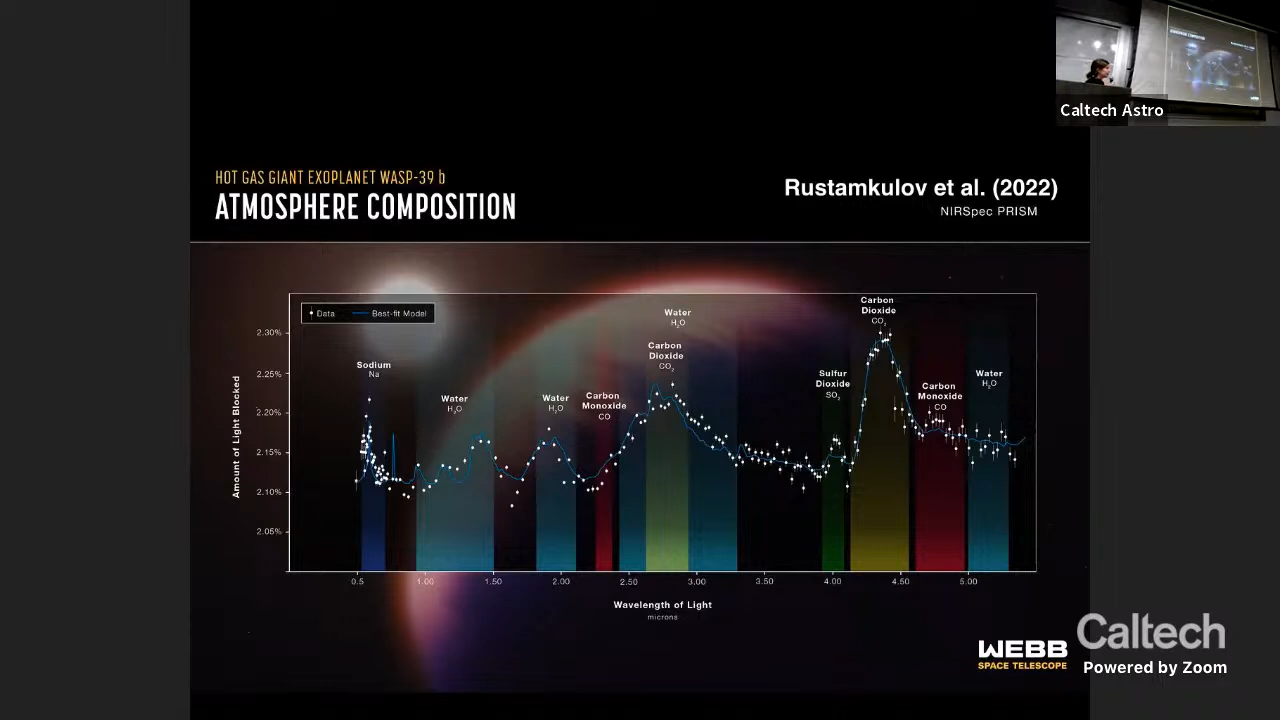 Caltech Astro
HOT GAS GIANT EXOPLANET WASP-39 b
ATMOSPHERE COMPOSITION
Rustamkulov et al. (2022)
NIRSpec PRISM
Data
Best-fit Model
Amount of Light Blocked
2.30%
2.25%
2.20%
2.15%
2.10%
2.05%
Sodium
Na
Water
H₂O
Water
H₂O
Carbon
Monoxide
CO
Water
H₂O
Carbon
Dioxide
CO₂
Sulfur
Dioxide
SO₂
Carbon
Dioxide
CO₂
Carbon
Monoxide
CO
Water
H₂O
0.5 1.00 1.50 2.00 2.50 3.00 3.50 4.00 4.50 5.00
Wavelength of Light
microns
WEBB
SPACE TELESCOPE
Caltech
Powered by Zoom